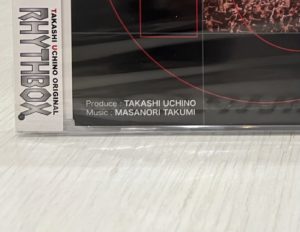 TAKASHI UCHINO ORIGINAL
RHYTHBOX.
Produce : TAKASHI UCHINO
Music : MASANORI TAKUMI